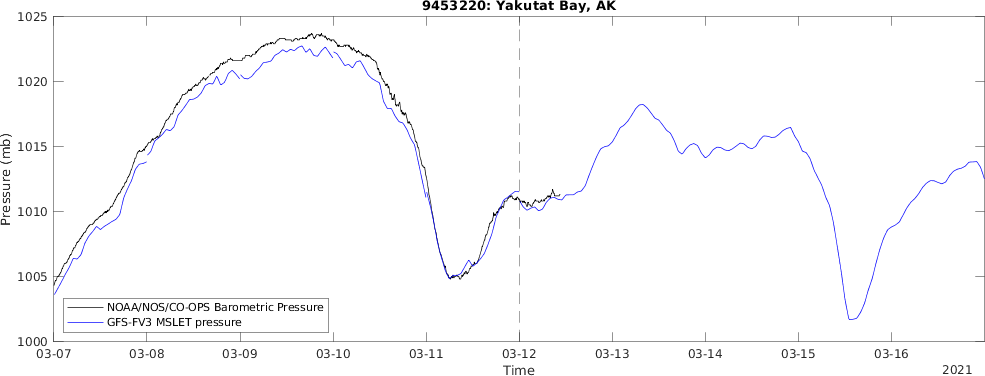 9453220: Yakutat Bay, AK
1025
1020
1015
1010
1005
1000
Pressure (mb)
NOAA/NOS/CO-OPS Barometric Pressure
GFS-FV3 MSLET pressure
03-07 03-08 03-09 03-10 03-11 03-12 03-13 03-14 03-15 03-16
Time
2021